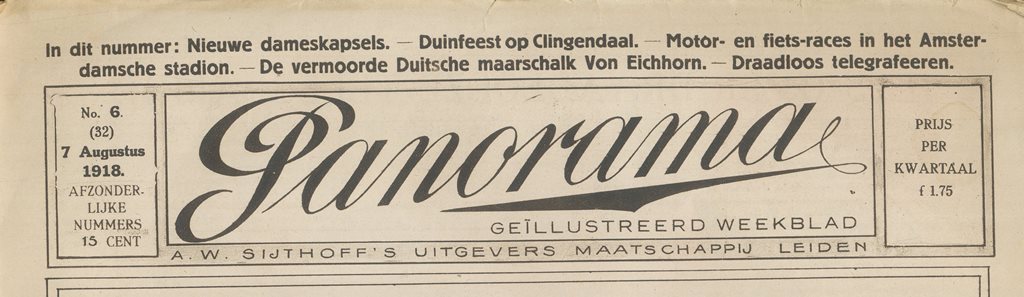 In dit nummer: Nieuwe dameskapsels. — Duinfeest op Clingendaal. — Motor- en fiets-races in het Amster-
damsche stadion. — De vermoorde Duitsche maarschalk Von Eichhorn. — Draadloos telegrafeeren.
No. 6.
(32)
7 Augustus
1918.
AFZONDER-
LIJKE
NUMMERS
15 CENT
Panorama
GEÏLLUSTREERD WEEKBLAD
A. W. SIJTHOFF'S UITGEVERS MAATSCHAPPIJ LEIDEN
PRIJS
PER
KWARTAAL
f 1.75